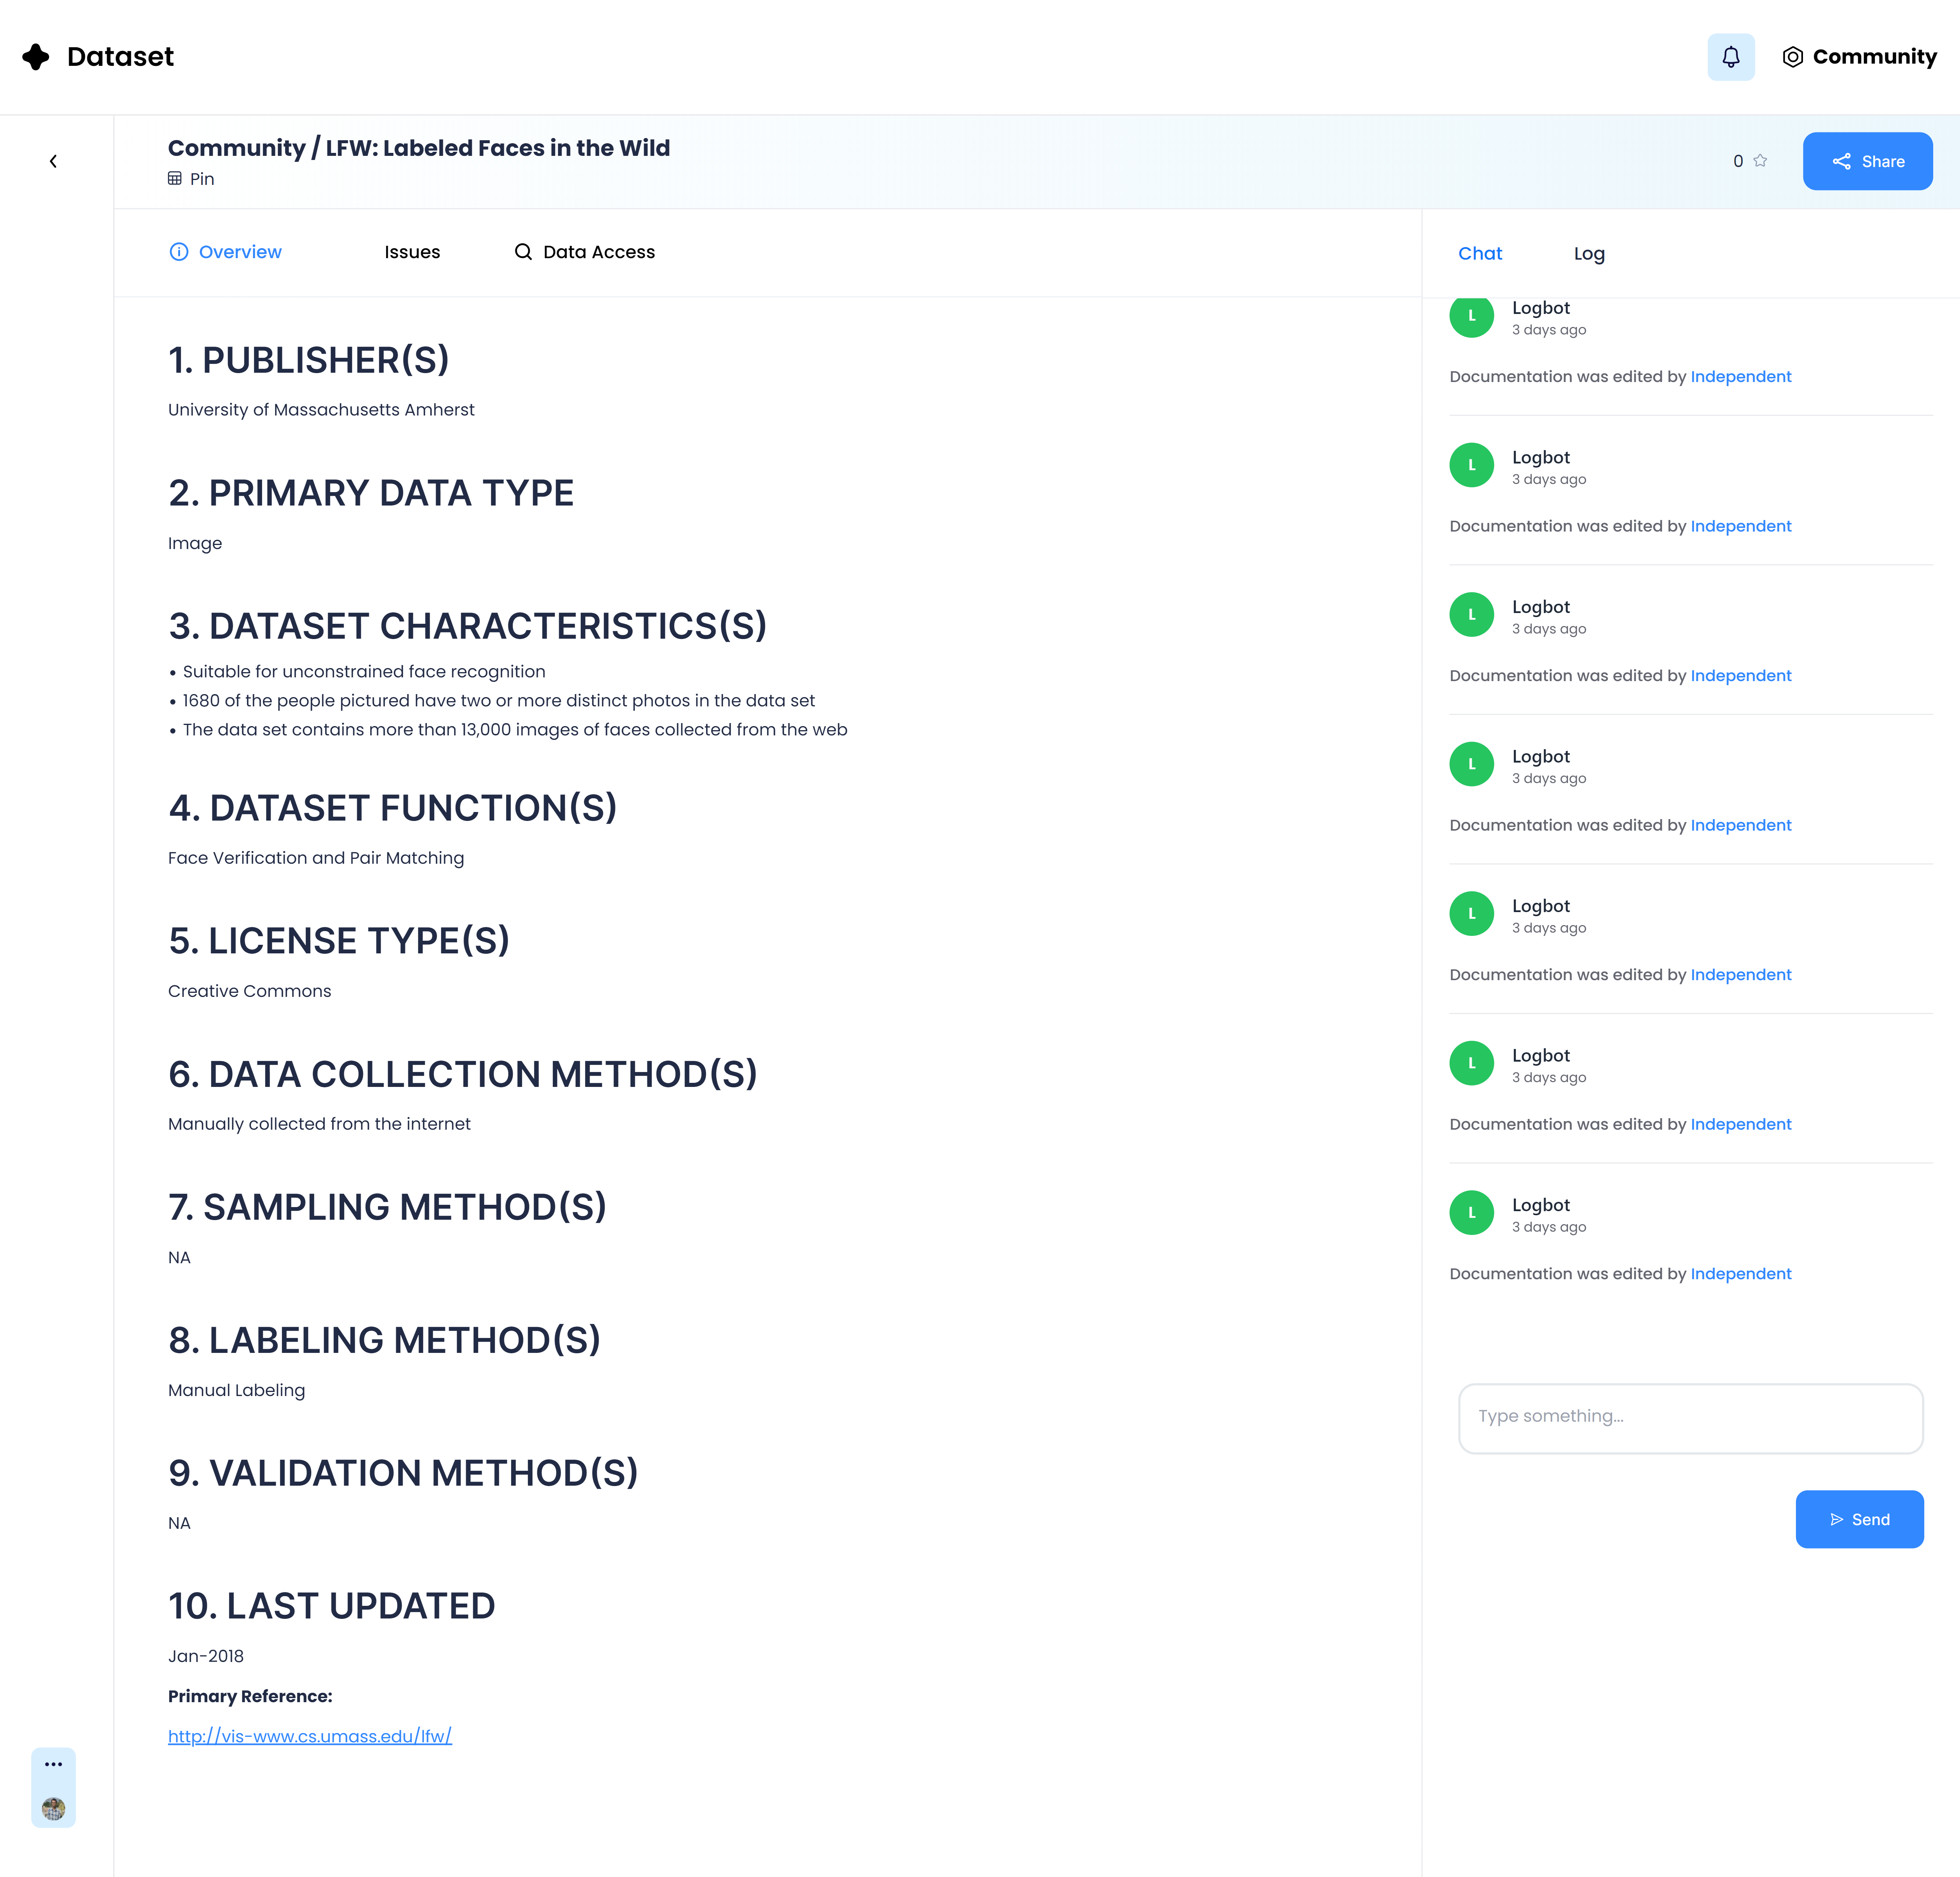 Dataset
Community
Community / LFW: Labeled Faces in the Wild
Pin
0
Share
Overview
Issues
Data Access
1. PUBLISHER(S)
University of Massachusetts Amherst
2. PRIMARY DATA TYPE
Image
3. DATASET CHARACTERISTICS(S)
• Suitable for unconstrained face recognition
• 1680 of the people pictured have two or more distinct photos in the data set
• The data set contains more than 13,000 images of faces collected from the web
4. DATASET FUNCTION(S)
Face Verification and Pair Matching
5. LICENSE TYPE(S)
Creative Commons
6. DATA COLLECTION METHOD(S)
Manually collected from the internet
7. SAMPLING METHOD(S)
NA
8. LABELING METHOD(S)
Manual Labeling
9. VALIDATION METHOD(S)
NA
10. LAST UPDATED
Jan-2018
Primary Reference:
http://vis-www.cs.umass.edu/lfw/
Chat
Log
L
Logbot
3 days ago
Documentation was edited by Independent
L
Logbot
3 days ago
Documentation was edited by Independent
L
Logbot
3 days ago
Documentation was edited by Independent
L
Logbot
3 days ago
Documentation was edited by Independent
L
Logbot
3 days ago
Documentation was edited by Independent
L
Logbot
3 days ago
Documentation was edited by Independent
L
Logbot
3 days ago
Documentation was edited by Independent
Type something...
Send